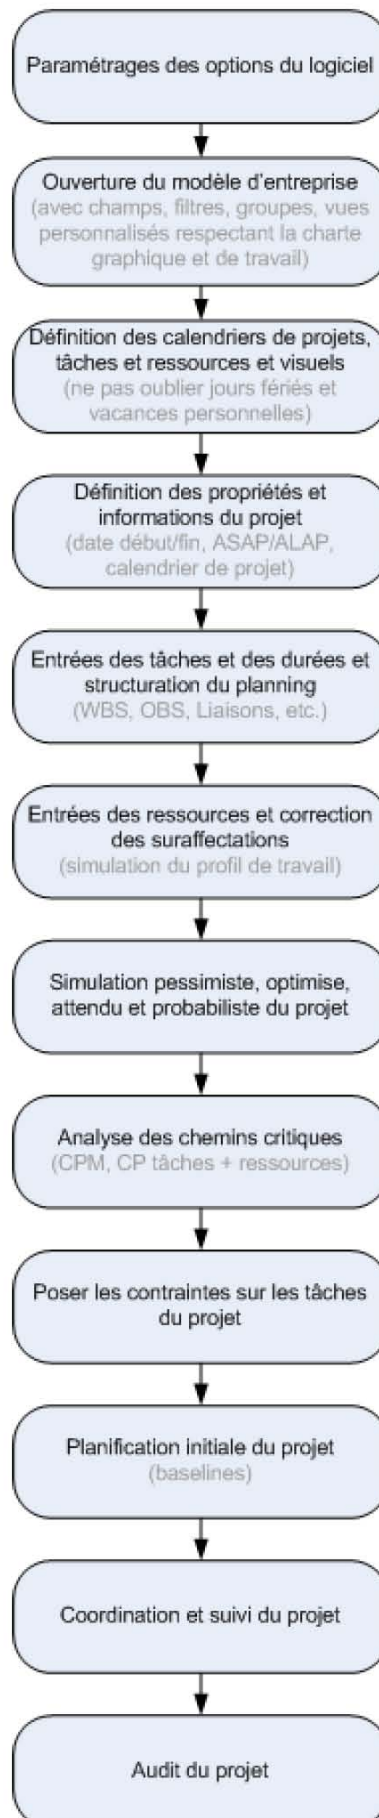 Paramétrages des options du logiciel
Ouverture du modèle d'entreprise
(avec champs, filtres, groupes, vues
personnalisés respectant la charte
graphique et de travail)
Définition des calendriers de projets,
tâches et ressources et visuels
(ne pas oublier jours fériés et
vacances personnelles)
Définition des propriétés et
informations du projet
(date début/fin, ASAP/ALAP,
calendrier de projet)
Entrées des tâches et des durées et
structuration du planning
(WBS, OBS, Liaisons, etc.)
Entrées des ressources et correction
des suraffectations
(simulation du profil de travail)
Simulation pessimiste, optimise,
attendu et probabiliste du projet
Analyse des chemins critiques
(CPM, CP tâches + ressources)
Poser les contraintes sur les tâches
du projet
Planification initiale du projet
(baselines)
Coordination et suivi du projet
Audit du projet